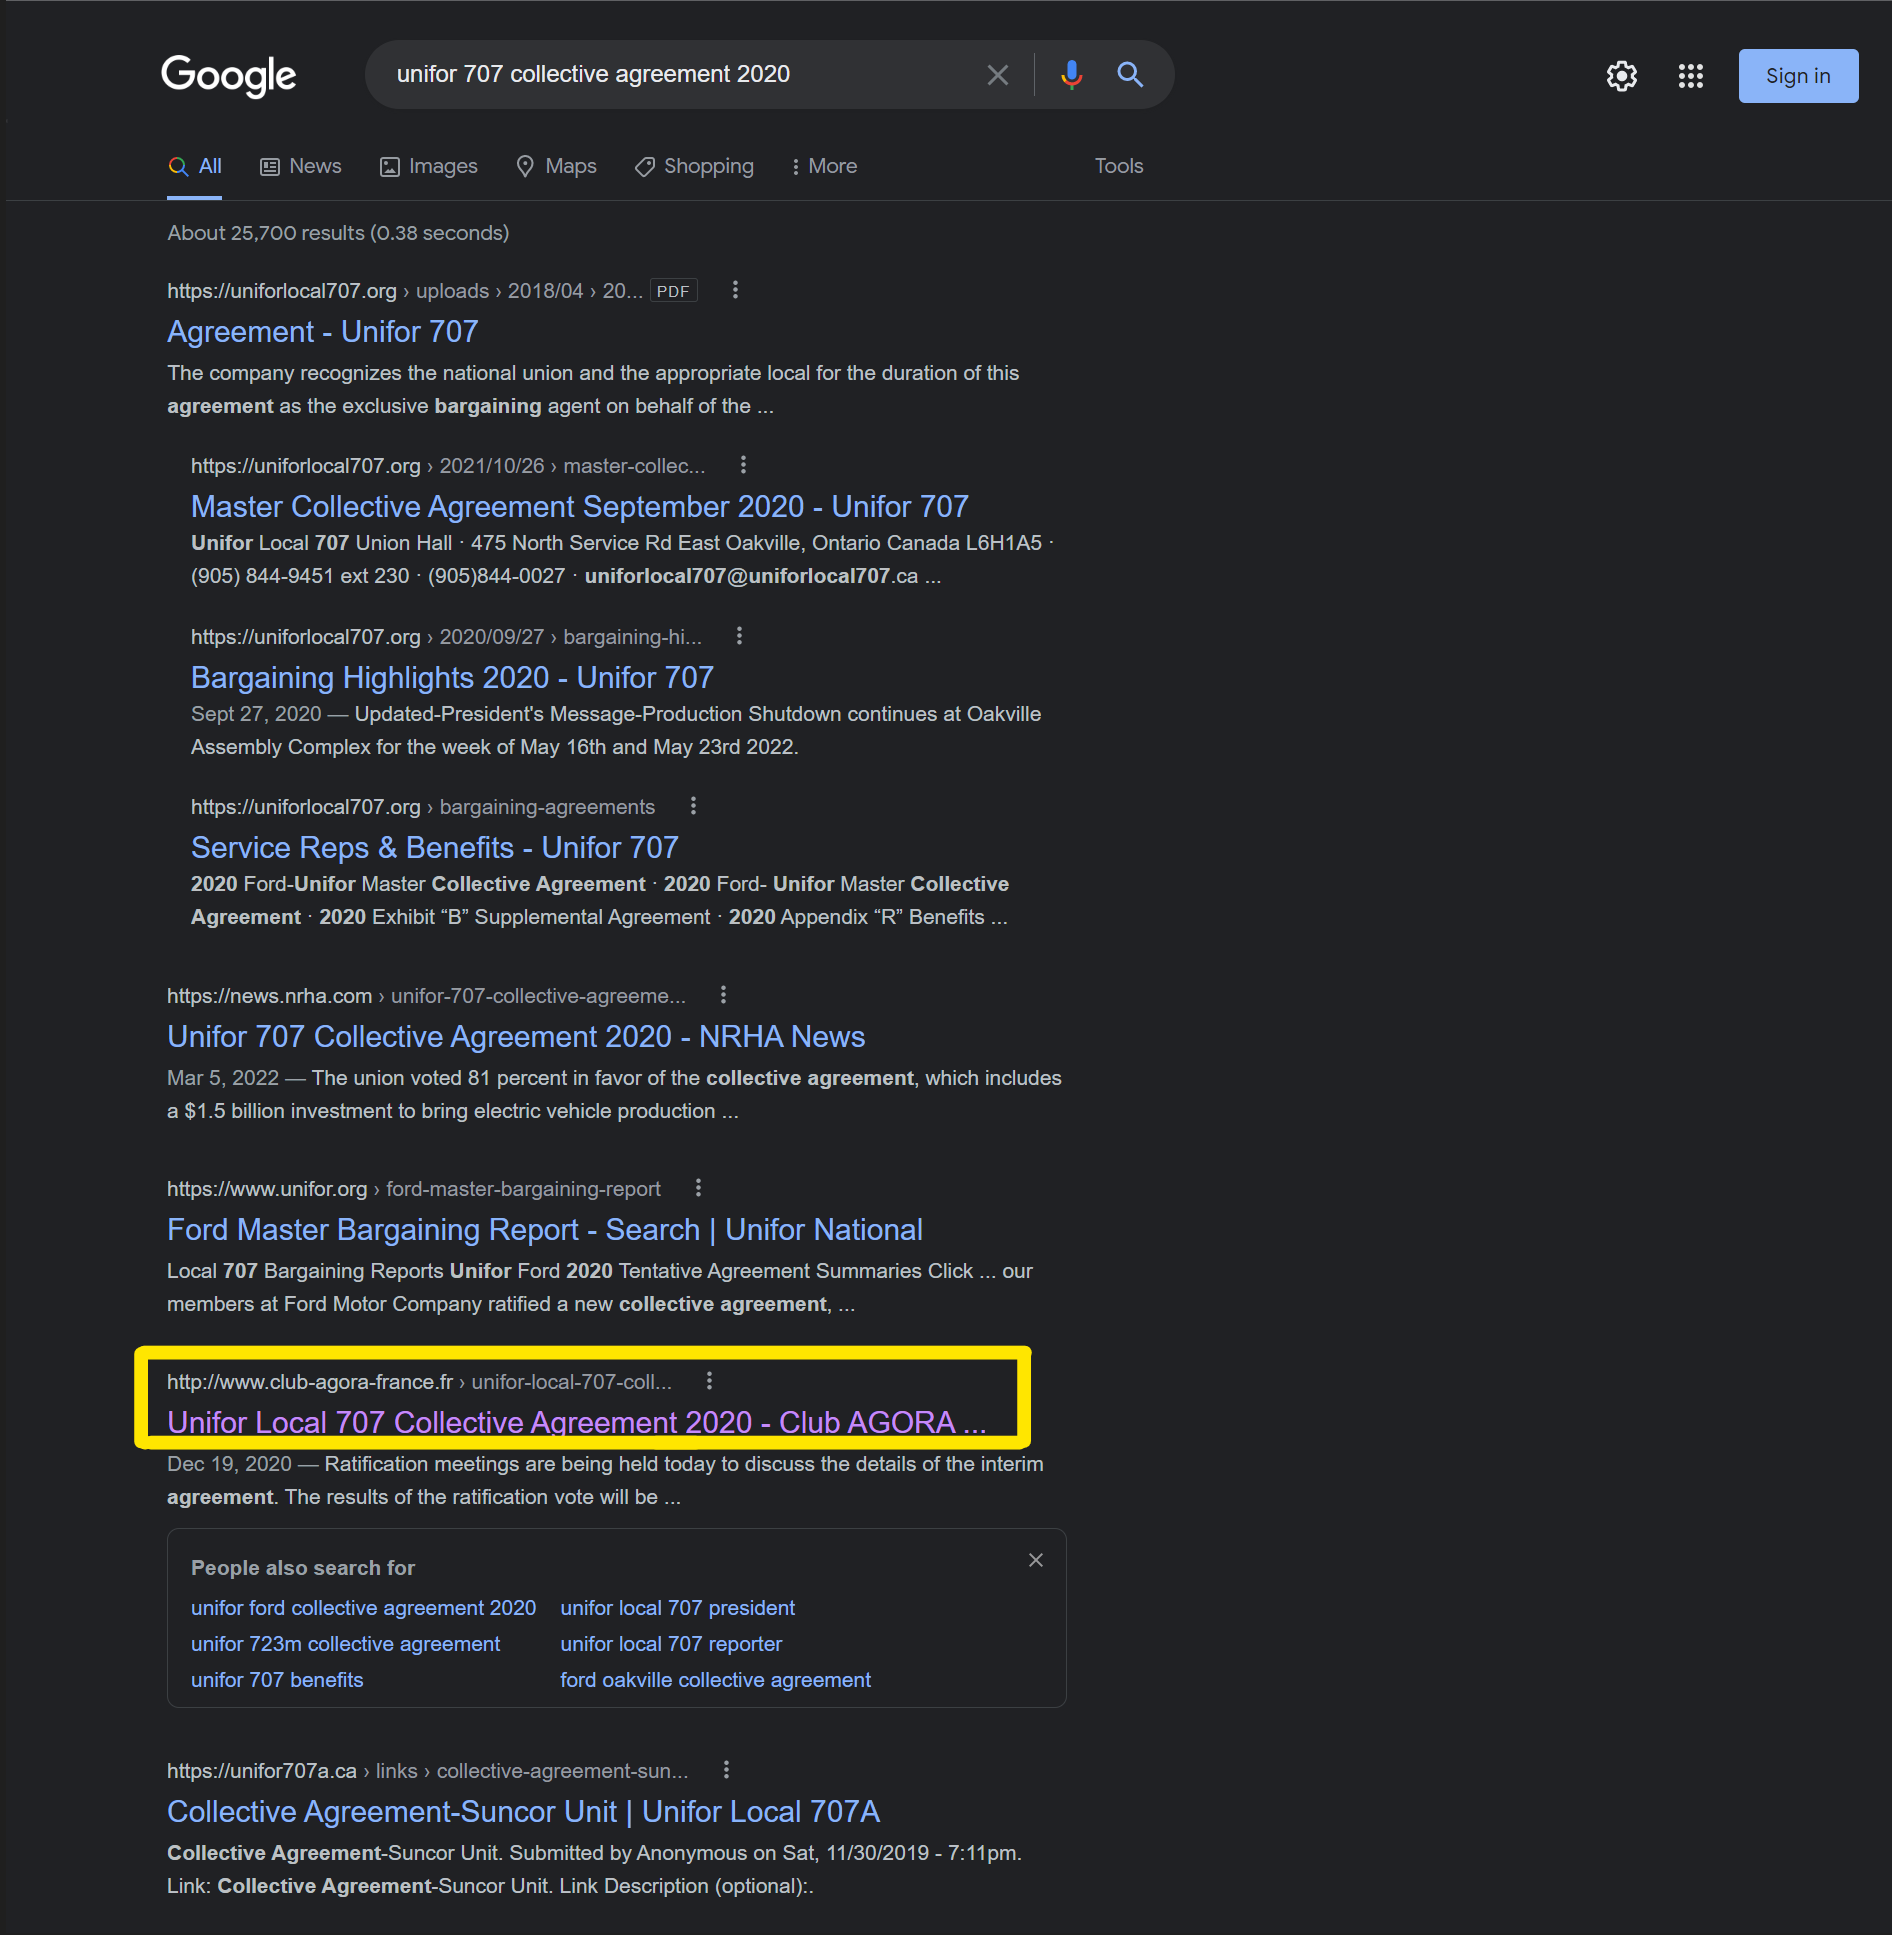 Google
unifor 707 collective agreement 2020
Sign in
All News Images Maps Shopping More Tools
About 25,700 results (0.38 seconds)
https://uniforlocal707.org › uploads › 2018/04 › 20... PDF
Agreement - Unifor 707
The company recognizes the national union and the appropriate local for the duration of this
agreement as the exclusive bargaining agent on behalf of the ...
https://uniforlocal707.org › 2021/10/26 › master-collec...
Master Collective Agreement September 2020 - Unifor 707
Unifor Local 707 Union Hall · 475 North Service Rd East Oakville, Ontario Canada L6H1A5 ·
(905) 844-9451 ext 230 · (905)844-0027 · uniforlocal707@uniforlocal707.ca ...
https://uniforlocal707.org › 2020/09/27 › bargaining-hi...
Bargaining Highlights 2020 - Unifor 707
Sept 27, 2020 — Updated-President's Message-Production Shutdown continues at Oakville
Assembly Complex for the week of May 16th and May 23rd 2022.
https://uniforlocal707.org › bargaining-agreements
Service Reps & Benefits - Unifor 707
2020 Ford-Unifor Master Collective Agreement · 2020 Ford- Unifor Master Collective
Agreement · 2020 Exhibit “B” Supplemental Agreement · 2020 Appendix “R” Benefits ...
https://news.nrha.com › unifor-707-collective-agreeme...
Unifor 707 Collective Agreement 2020 - NRHA News
Mar 5, 2022 — The union voted 81 percent in favor of the collective agreement, which includes
a $1.5 billion investment to bring electric vehicle production ...
https://www.unifor.org › ford-master-bargaining-report
Ford Master Bargaining Report - Search | Unifor National
Local 707 Bargaining Reports Unifor Ford 2020 Tentative Agreement Summaries Click ... our
members at Ford Motor Company ratified a new collective agreement, ...
http://www.club-agora-france.fr › unifor-local-707-coll...
Unifor Local 707 Collective Agreement 2020 - Club AGORA ...
Dec 19, 2020 — Ratification meetings are being held today to discuss the details of the interim
agreement. The results of the ratification vote will be ...
People also search for
unifor ford collective agreement 2020 unifor local 707 president
unifor 723m collective agreement unifor local 707 reporter
unifor 707 benefits ford oakville collective agreement
https://unifor707a.ca › links › collective-agreement-sun...
Collective Agreement-Suncor Unit | Unifor Local 707A
Collective Agreement-Suncor Unit. Submitted by Anonymous on Sat, 11/30/2019 - 7:11pm.
Link: Collective Agreement-Suncor Unit. Link Description (optional):.